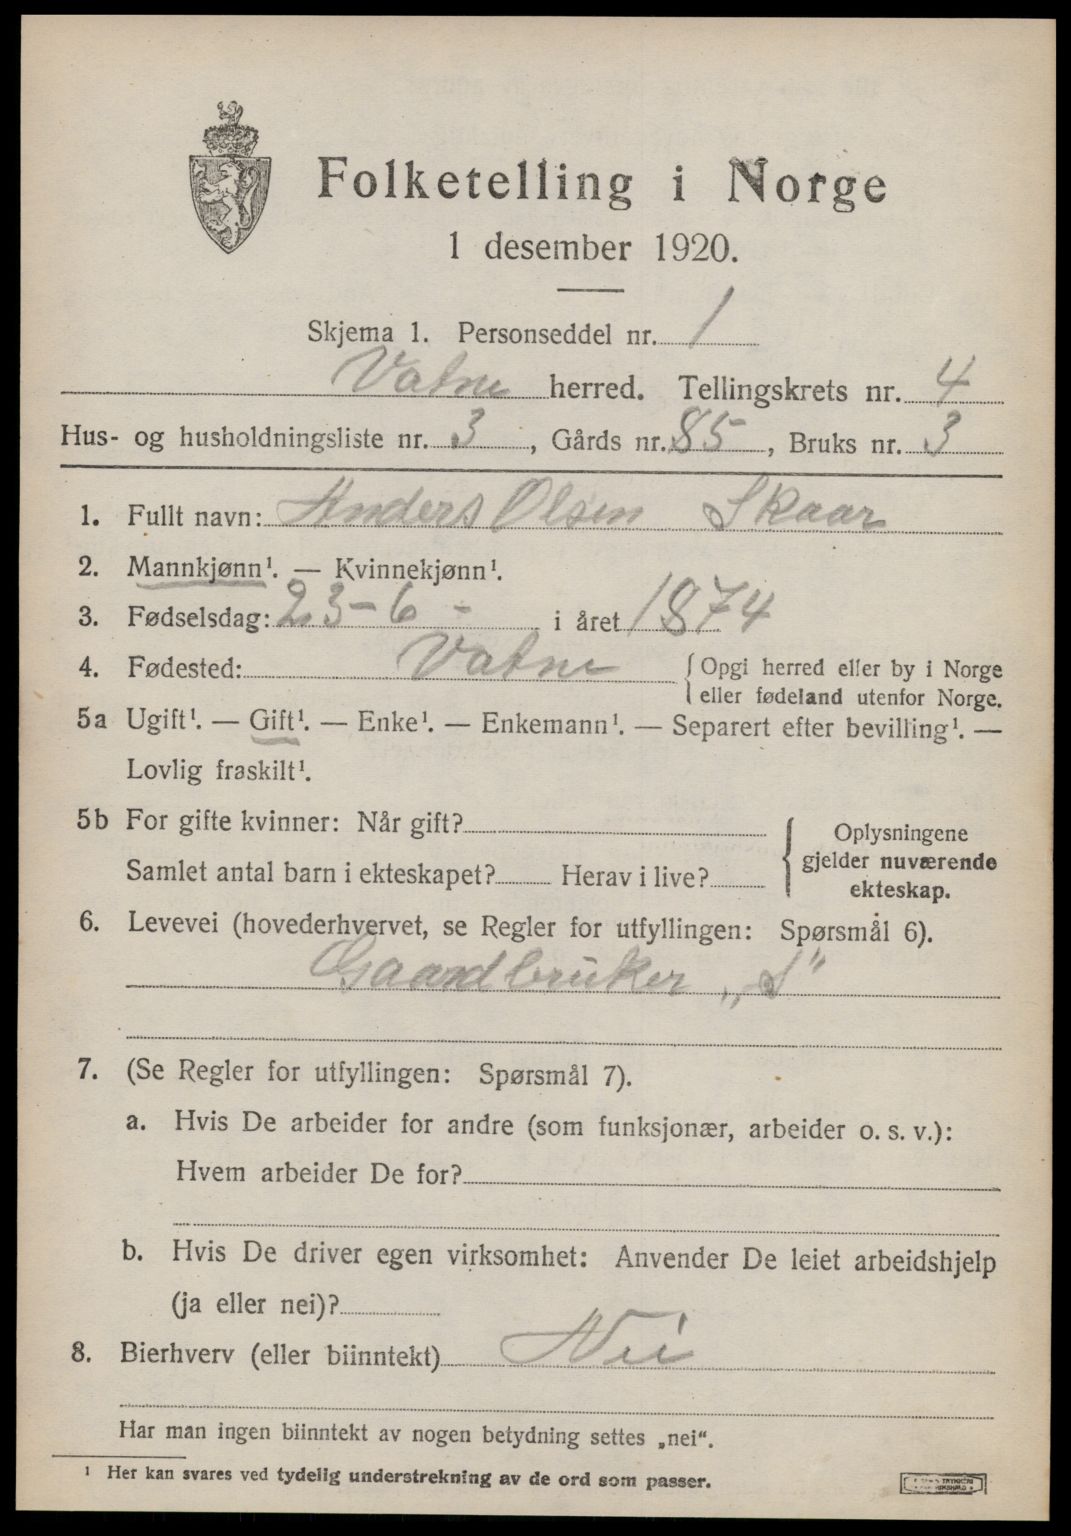 Folketelling i Norge
1 desember 1920.
Skjema 1. Personseddel nr. 1
Vatne herred. Tellingskrets nr. 4
Hus- og husholdningsliste nr. 3, Gårds nr. 85, Bruks nr. 3
1. Fullt navn: Anders Olsen Skaar
2. Mannkjønn¹. — Kvinnekjønn¹.
3. Fødselsdag: 23-6- i året 1874
4. Fødested: Vatne { Opgi herred eller by i Norge
eller fødeland utenfor Norge.
5a Ugift¹. — Gift¹. — Enke¹. — Enkemann¹. — Separert efter bevilling¹. —
Lovlig fraskilt¹.
5b For gifte kvinner: Når gift?
Samlet antal barn i ekteskapet? Herav i live?
Oplysningene
gjelder nuværende
ekteskap.
6. Levevei (hovederhvervet, se Regler for utfyllingen: Spørsmål 6).
Gaardbruker „S”
7. (Se Regler for utfyllingen: Spørsmål 7).
a. Hvis De arbeider for andre (som funksjonær, arbeider o. s. v.):
Hvem arbeider De for?
b. Hvis De driver egen virksomhet: Anvender De leiet arbeidshjelp
(ja eller nei)?
8. Bierhverv (eller biinntekt) Nei
Har man ingen biinntekt av nogen betydning settes „nei“.
¹ Her kan svares ved tydelig understrekning av de ord som passer.